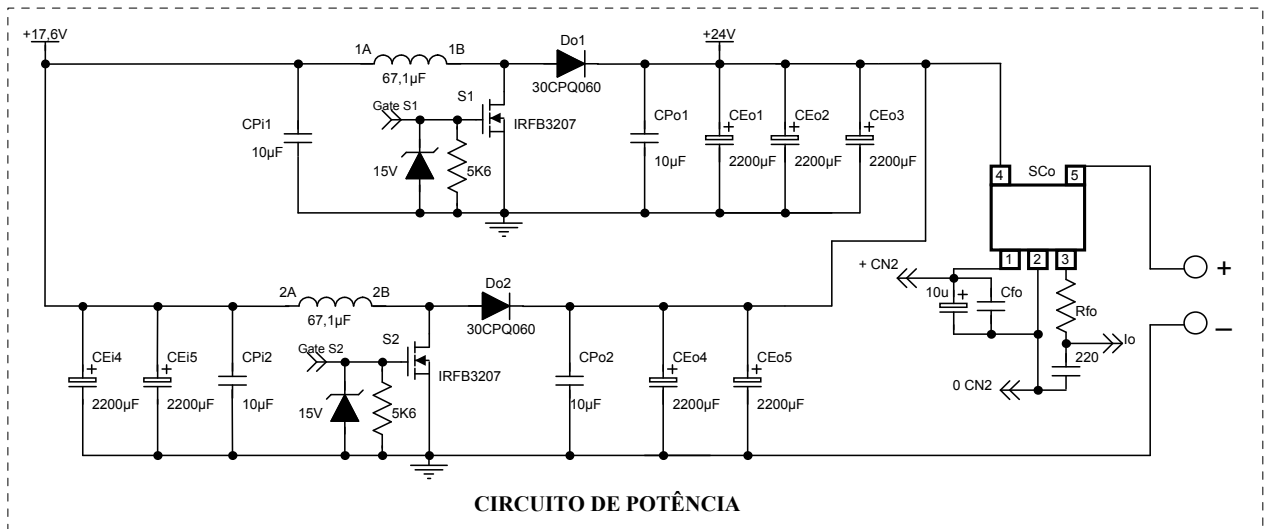 +17,6V
1A
1B
67,1µF
Do1
30CPQ060
+24V
S1
Gate S1
IRFB3207
CPi1
10µF
15V
5K6
CPo1
10µF
CEo1
+
2200µF
CEo2
+
2200µF
CEo3
+
2200µF
SCo
4
5
1
2
3
+ CN2
10u
+
Cfo
Rfo
Io
220
0 CN2
+
–
2A
2B
67,1µF
Do2
30CPQ060
S2
Gate S2
IRFB3207
CEi4
+
2200µF
CEi5
+
2200µF
CPi2
10µF
15V
5K6
CPo2
10µF
CEo4
+
2200µF
CEo5
+
2200µF
CIRCUITO DE POTÊNCIA